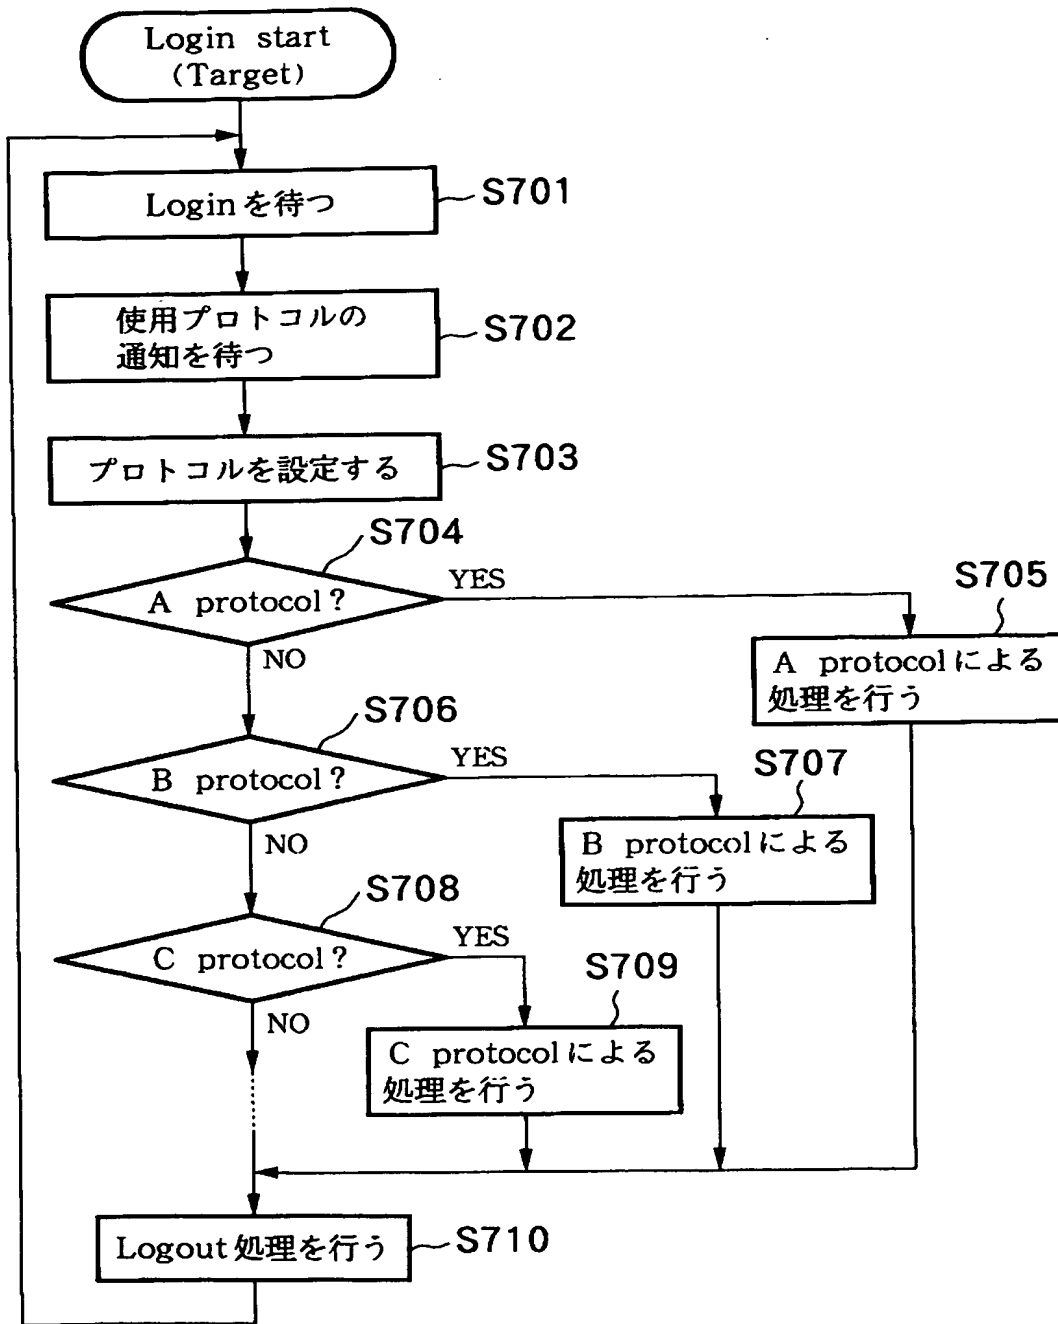 Login start
(Target)
Loginを待つ
S701
使用プロトコルの
通知を待つ
S702
プロトコルを設定する
S703
S704
A protocol?
YES
NO
S705
A protocolによる
処理を行う
S706
B protocol?
YES
NO
S707
B protocolによる
処理を行う
S708
C protocol?
YES
NO
S709
C protocolによる
処理を行う
Logout処理を行う
S710